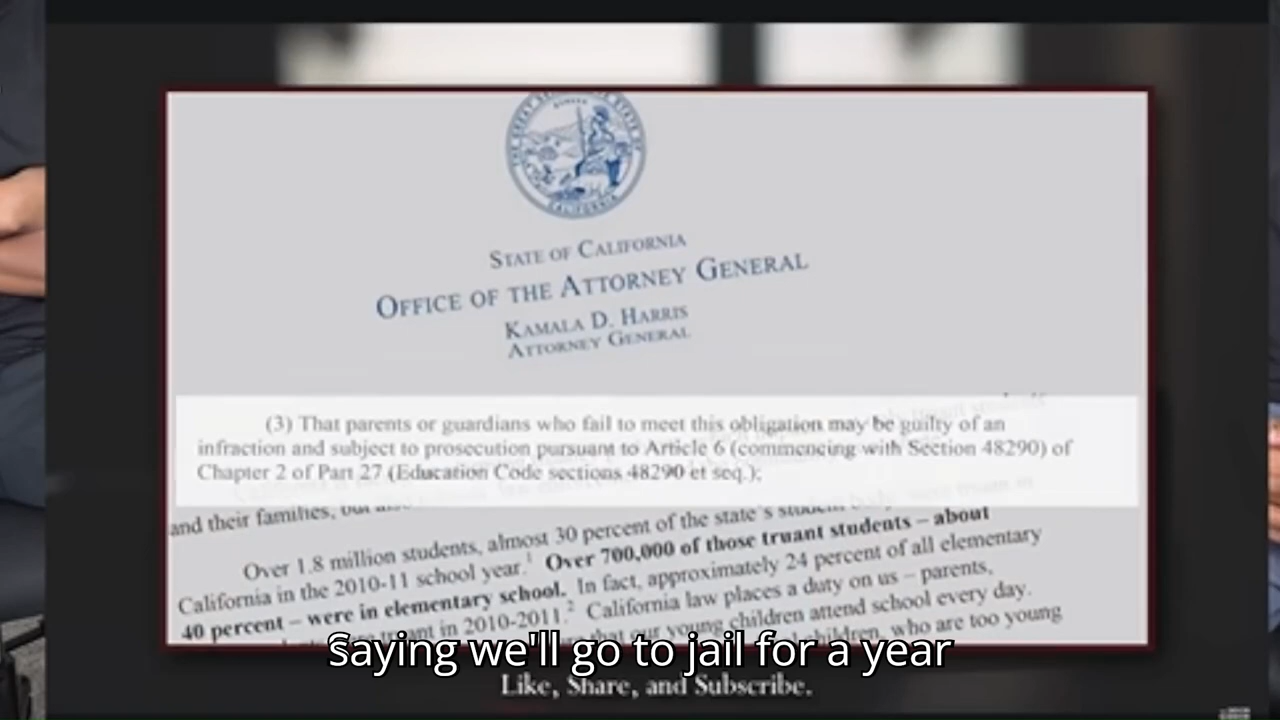 STATE OF CALIFORNIA
OFFICE OF THE ATTORNEY GENERAL
KAMALA D. HARRIS
ATTORNEY GENERAL
(3) That parents or guardians who fail to meet this obligation may be guilty of an
infraction and subject to prosecution pursuant to Article 6 (commencing with Section 48290) of
Chapter 2 of Part 27 (Education Code sections 48290 et seq.);
and their families, but
Over 1.8 million students, almost 30 percent of the state's student body, were truant in
California in the 2010-11 school year.1 Over 700,000 of those truant students – about
40 percent – were in elementary school. In fact, approximately 24 percent of all elementary
truant in 2010-2011.2 California law places a duty on us – parents,
that our young children attend school every day.
children, who are too young
Saying we'll go to jail for a year
Like, Share, and Subscribe.